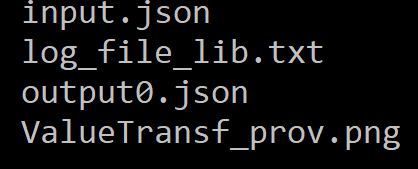 input.json
log_file_lib.txt
output0.json
ValueTransf_prov.png